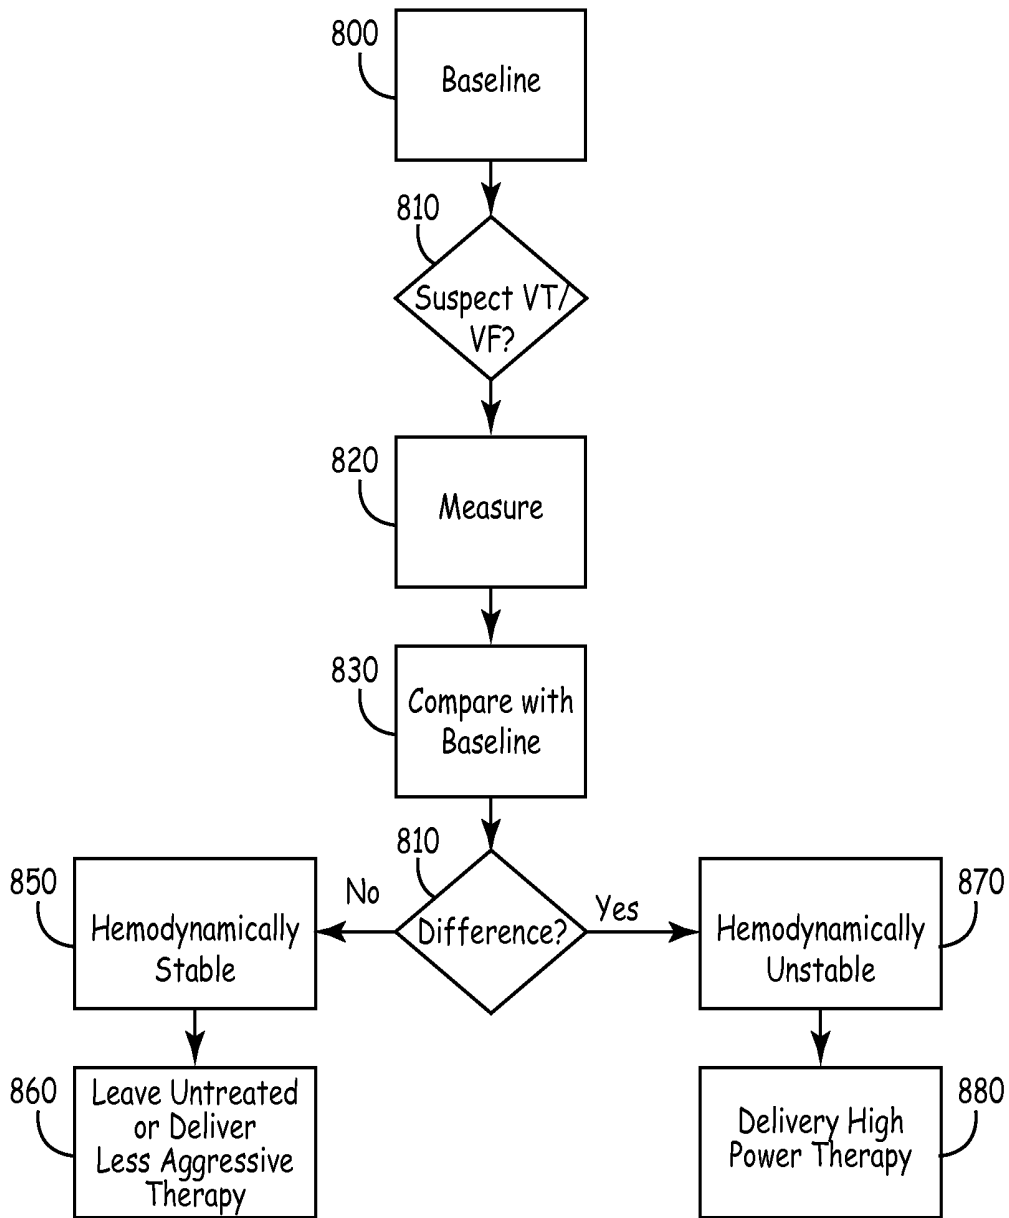 800
Baseline
810
Suspect VT/
VF?
820
Measure
830
Compare with
Baseline
810
Difference?
No
Yes
850
Hemodynamically
Stable
870
Hemodynamically
Unstable
860
Leave Untreated
or Deliver
Less Aggressive
Therapy
880
Delivery High
Power Therapy